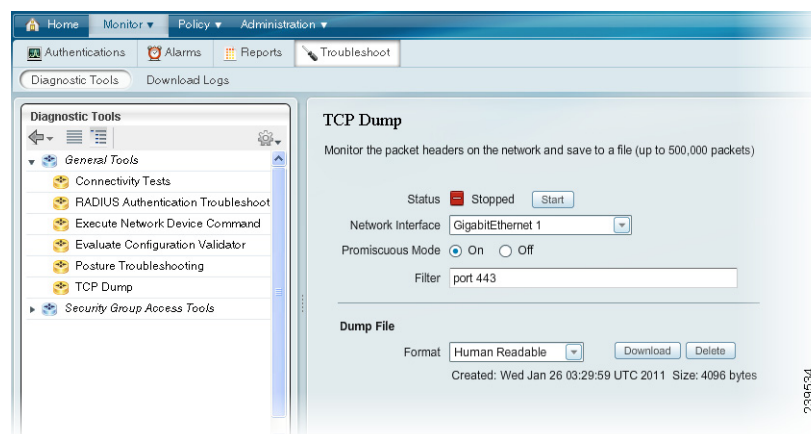 Home Monitor ▼ Policy ▼ Administration ▼
Authentications Alarms Reports Troubleshoot
Diagnostic Tools Download Logs
Diagnostic Tools
General Tools
Connectivity Tests
RADIUS Authentication Troubleshoot
Execute Network Device Command
Evaluate Configuration Validator
Posture Troubleshooting
TCP Dump
Security Group Access Tools
TCP Dump
Monitor the packet headers on the network and save to a file (up to 500,000 packets)
Status Stopped Start
Network Interface GigabitEthernet 1
Promiscuous Mode On Off
Filter port 443
Dump File
Format Human Readable Download Delete
Created: Wed Jan 26 03:29:59 UTC 2011 Size: 4096 bytes
239534